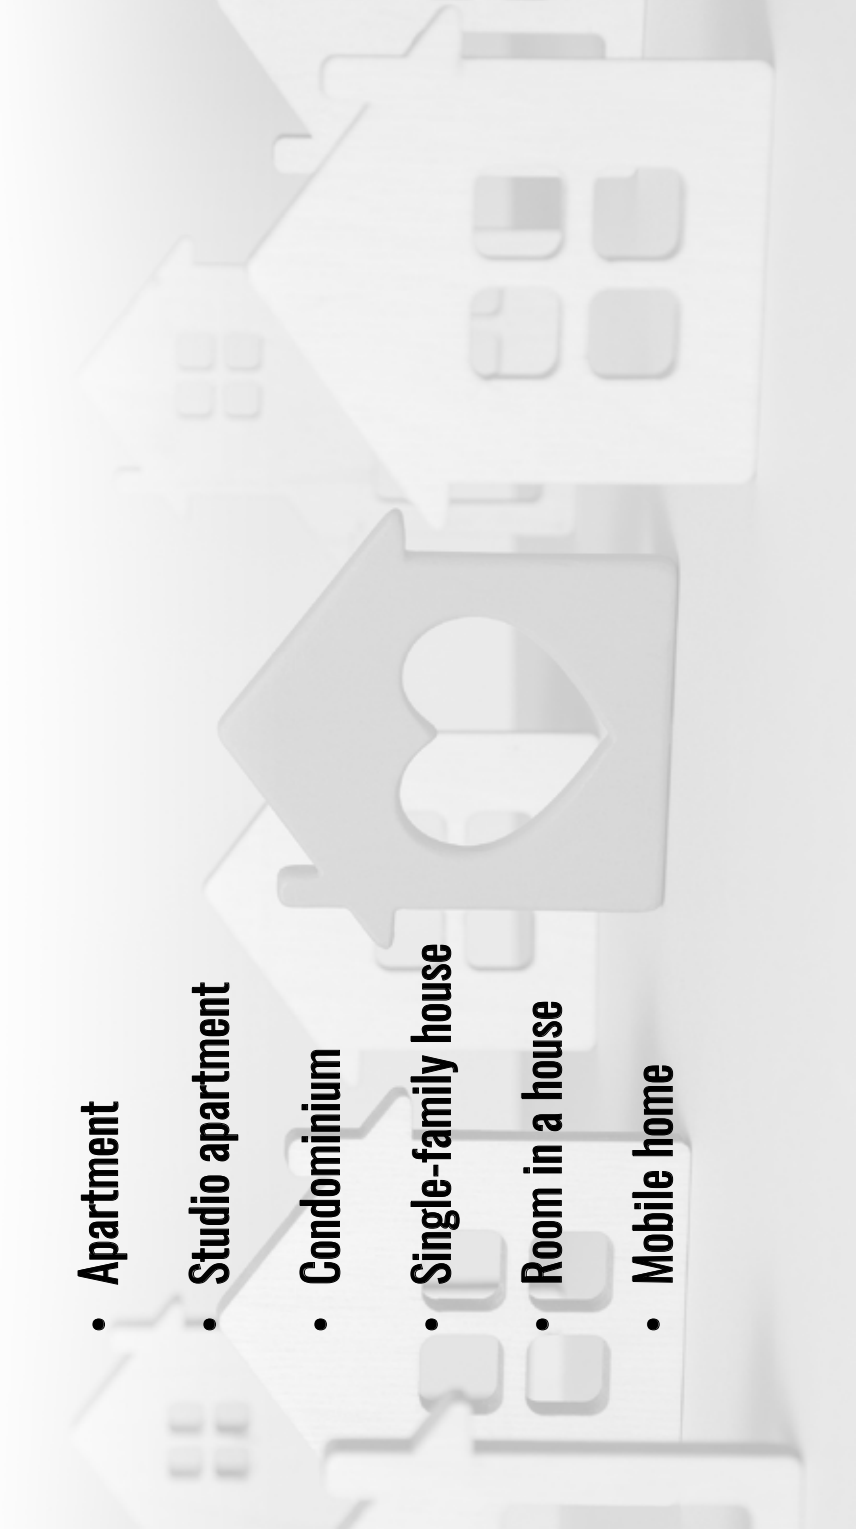 • Apartment
• Studio apartment
• Condominium
• Single-family house
• Room in a house
• Mobile home